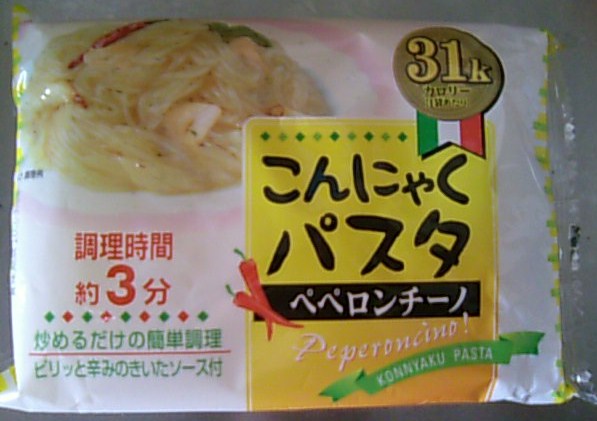 31k
カロリー
こんにゃく
パスタ
ペペロンチーノ
Peperoncino!
KONNYAKU PASTA
調理時間
約3分
炒めるだけの簡単調理
ピリッと辛みのきいたソース付